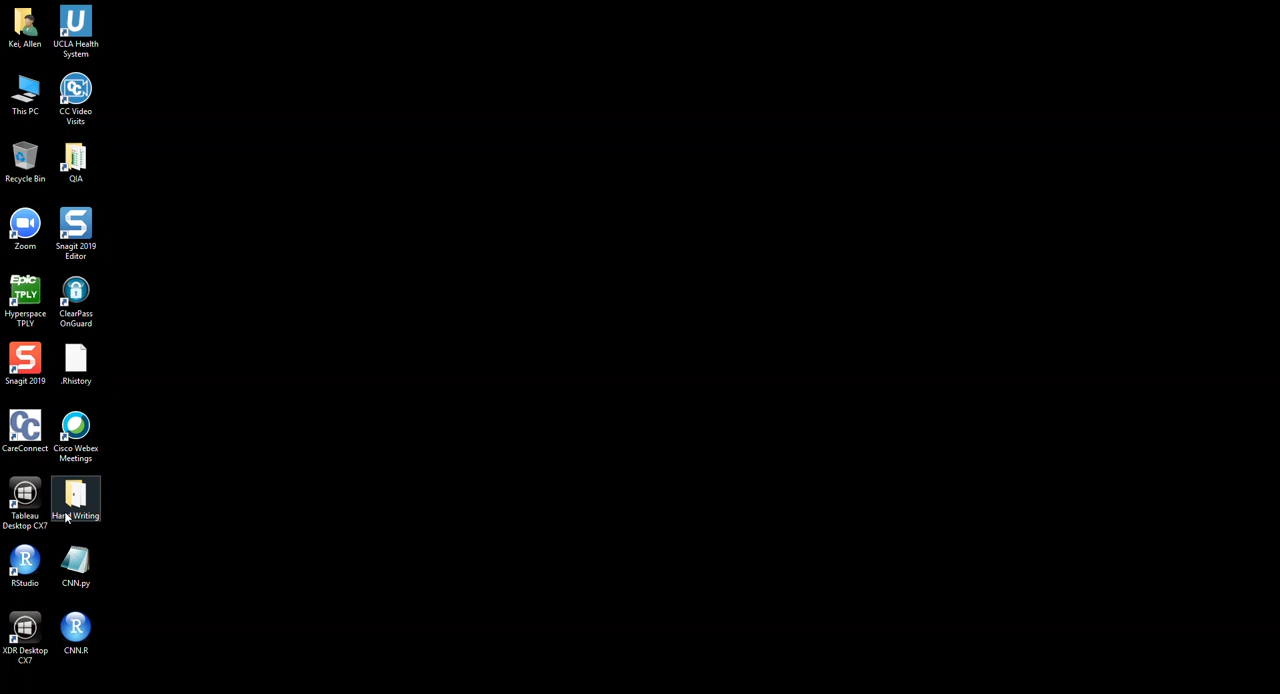 Kei, Allen
UCLA Health
System
This PC
CC Video
Visits
Recycle Bin
QIA
Zoom
Snagit 2019
Editor
Epic
TPLY
Hyperspace
TPLY
ClearPass
OnGuard
Snagit 2019
.Rhistory
CareConnect
Cisco Webex
Meetings
Tableau
Desktop CX7
Hand Writing
RStudio
CNN.py
XDR Desktop
CX7
CNN.R